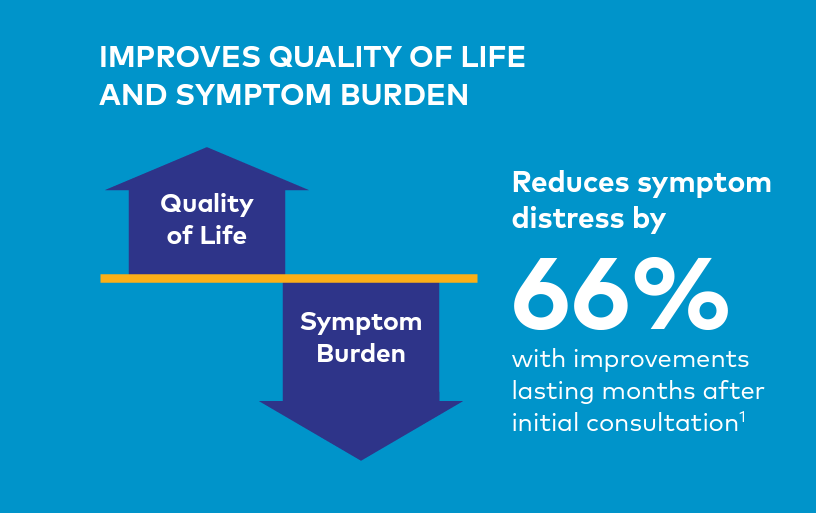 IMPROVES QUALITY OF LIFE
AND SYMPTOM BURDEN
Quality
of Life
Symptom
Burden
Reduces symptom
distress by
66%
with improvements
lasting months after
initial consultation¹